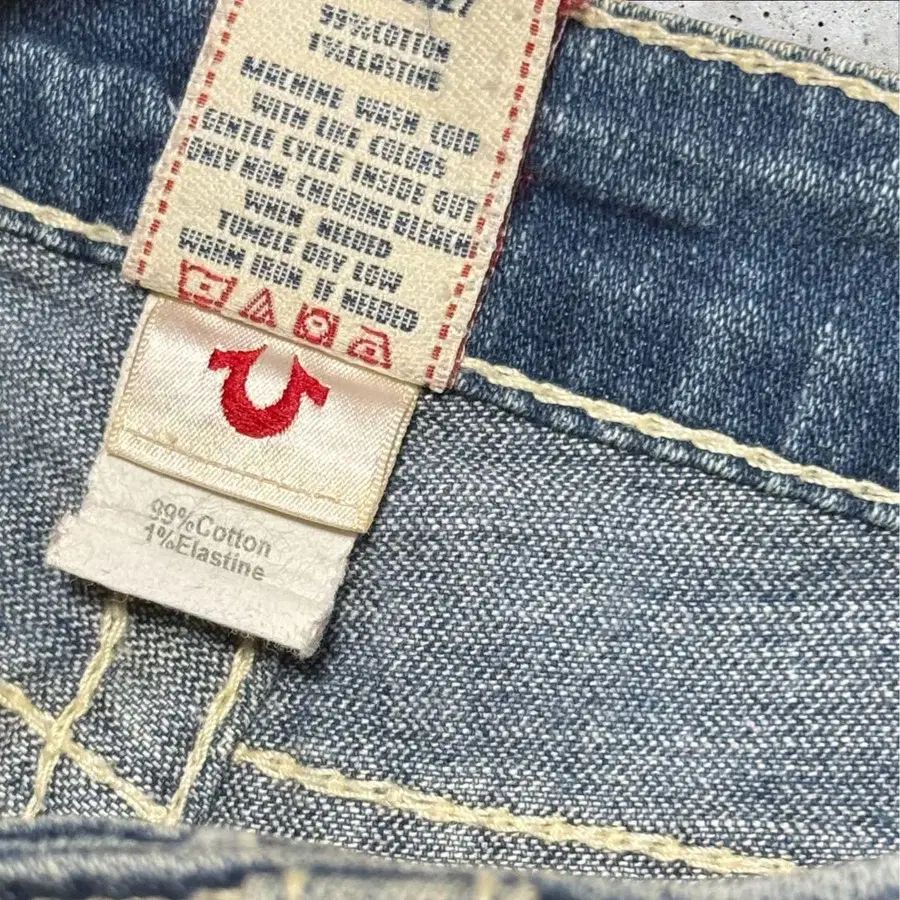 99%COTTON
1%ELASTINE
MACHINE WASH COLD
WITH LIKE COLORS
GENTLE CYCLE INSIDE OUT
ONLY NON CHLORINE BLEACH
WHEN NEEDED
TUMBLE DRY LOW
WARM IRON IF NEEDED
99%Cotton
1%Elastine